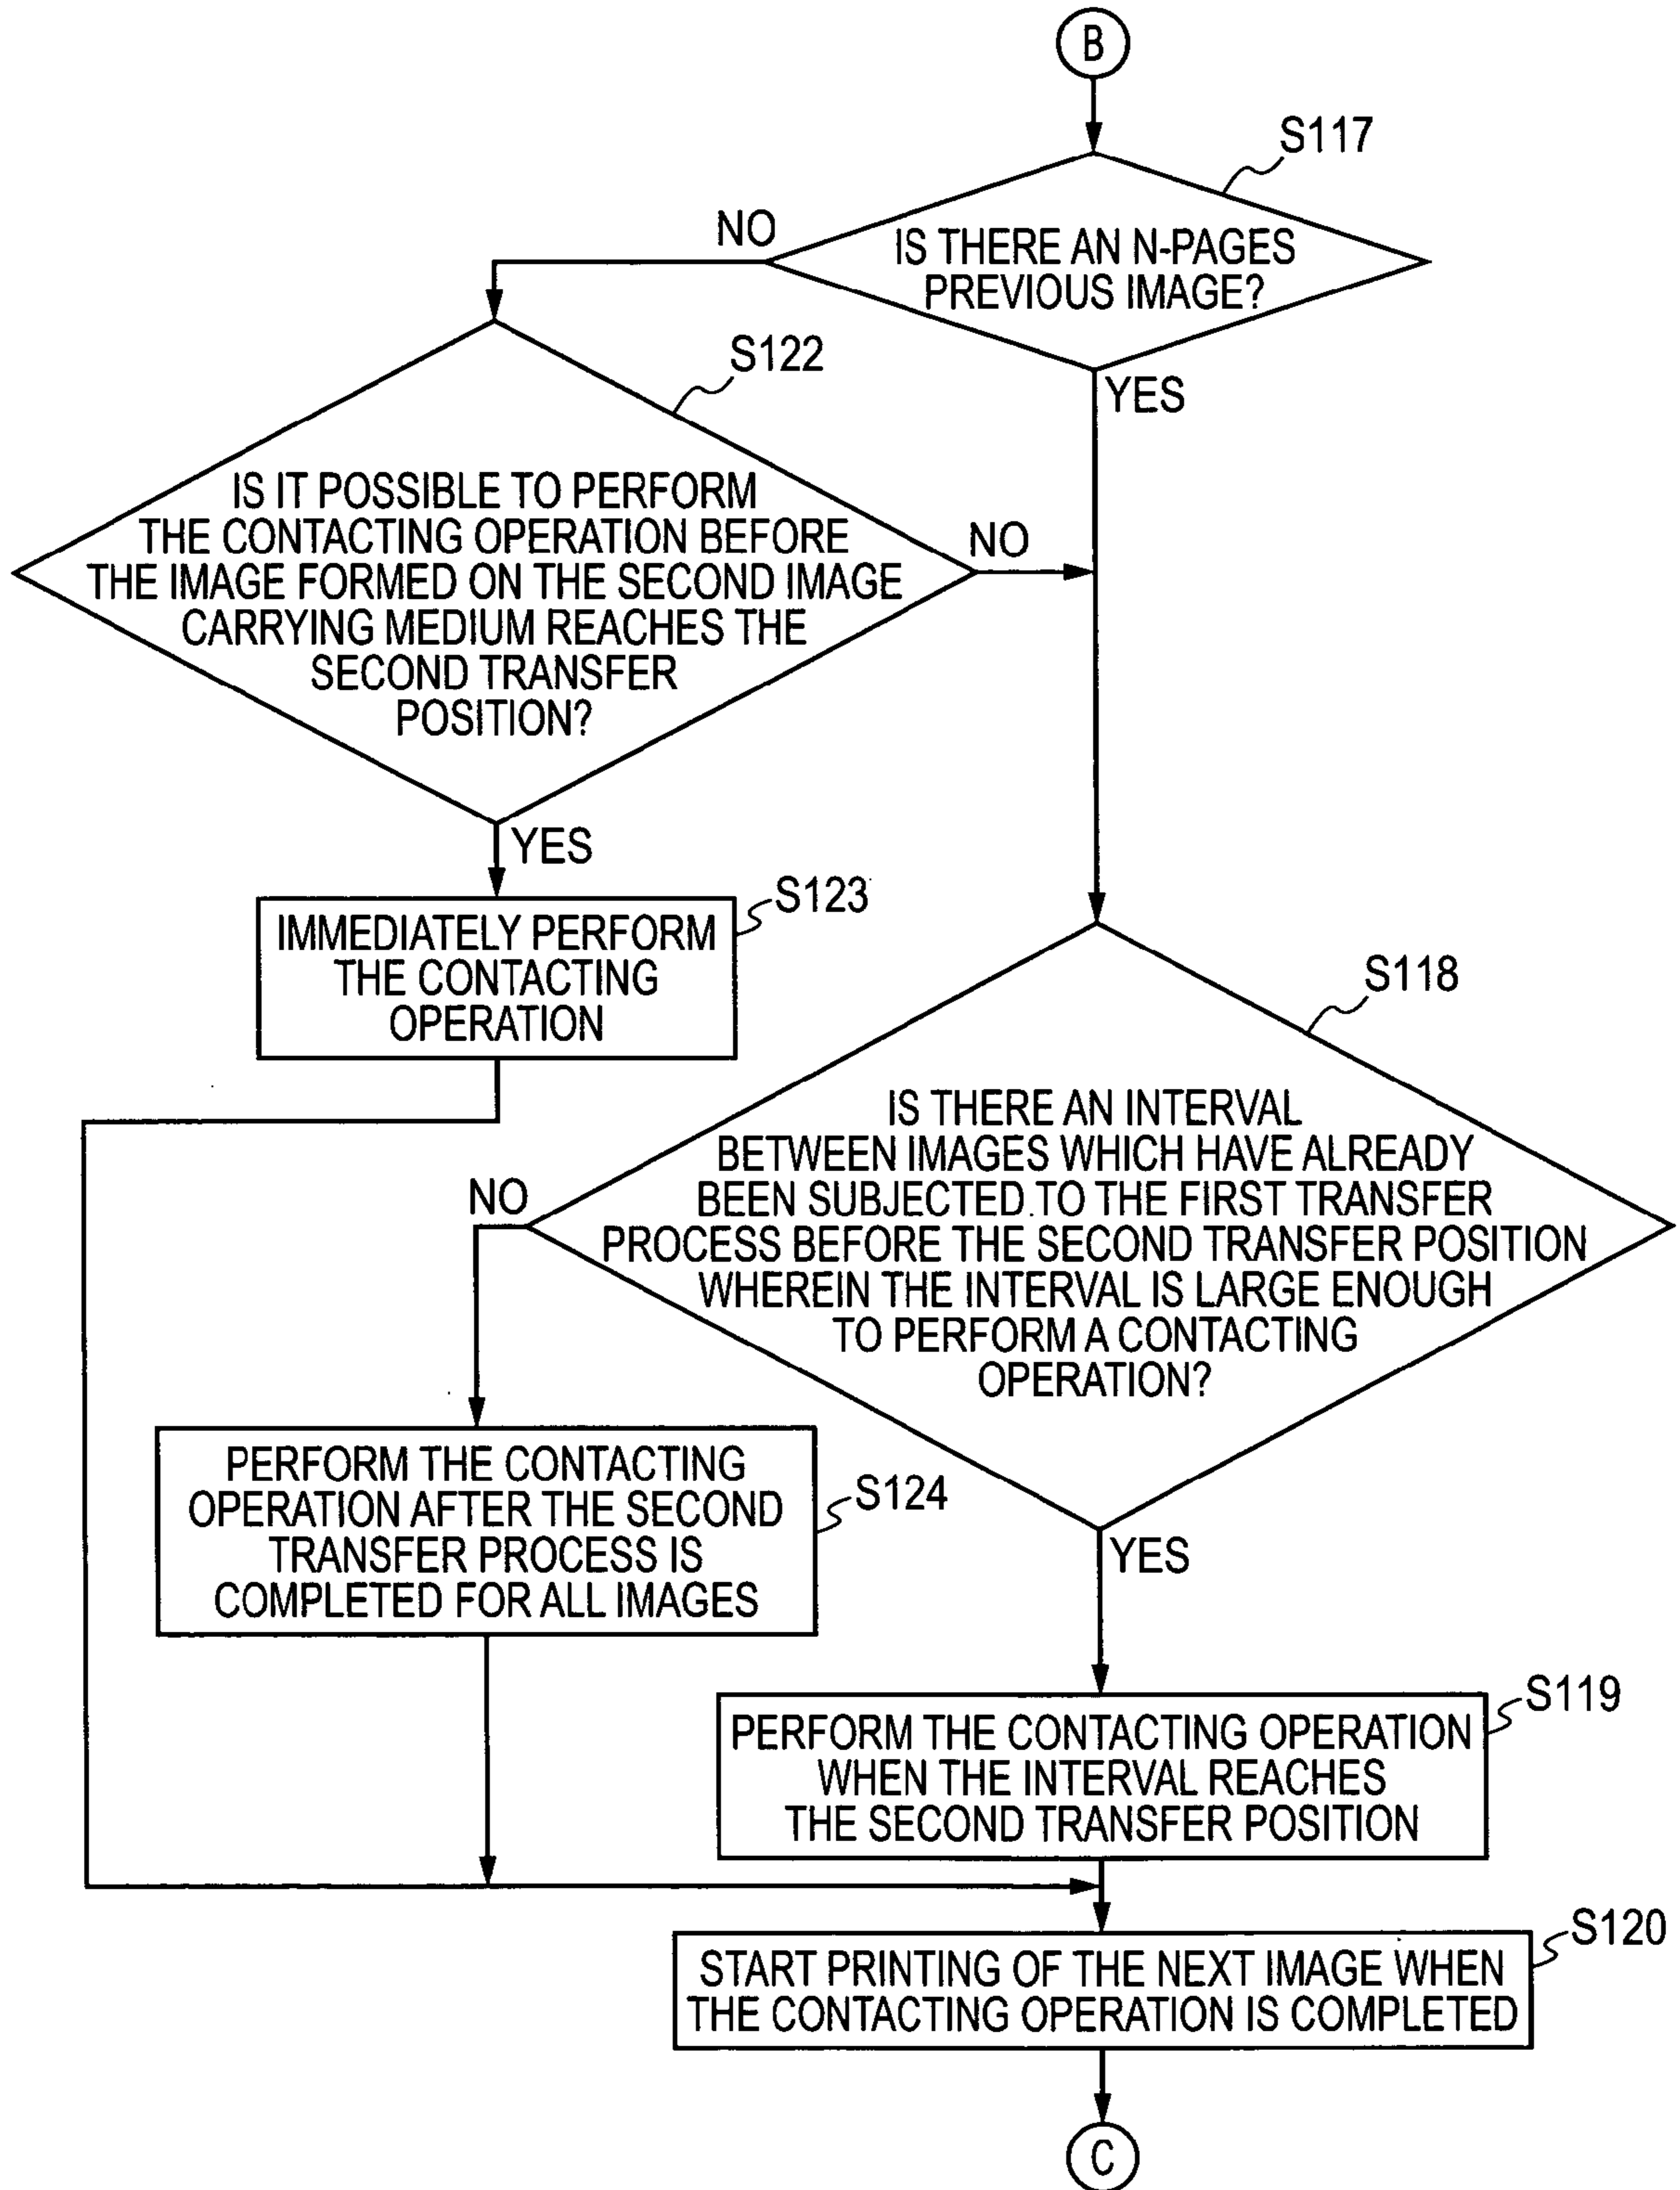 B
S117
NO
IS THERE AN N-PAGES
PREVIOUS IMAGE?
YES
S122
IS IT POSSIBLE TO PERFORM
THE CONTACTING OPERATION BEFORE
THE IMAGE FORMED ON THE SECOND IMAGE
CARRYING MEDIUM REACHES THE
SECOND TRANSFER
POSITION?
NO
YES
S123
IMMEDIATELY PERFORM
THE CONTACTING
OPERATION
S118
IS THERE AN INTERVAL
BETWEEN IMAGES WHICH HAVE ALREADY
BEEN SUBJECTED TO THE FIRST TRANSFER
PROCESS BEFORE THE SECOND TRANSFER POSITION
WHEREIN THE INTERVAL IS LARGE ENOUGH
TO PERFORM A CONTACTING
OPERATION?
NO
YES
PERFORM THE CONTACTING
OPERATION AFTER THE SECOND
TRANSFER PROCESS IS
COMPLETED FOR ALL IMAGES
S124
S119
PERFORM THE CONTACTING OPERATION
WHEN THE INTERVAL REACHES
THE SECOND TRANSFER POSITION
S120
START PRINTING OF THE NEXT IMAGE WHEN
THE CONTACTING OPERATION IS COMPLETED
C